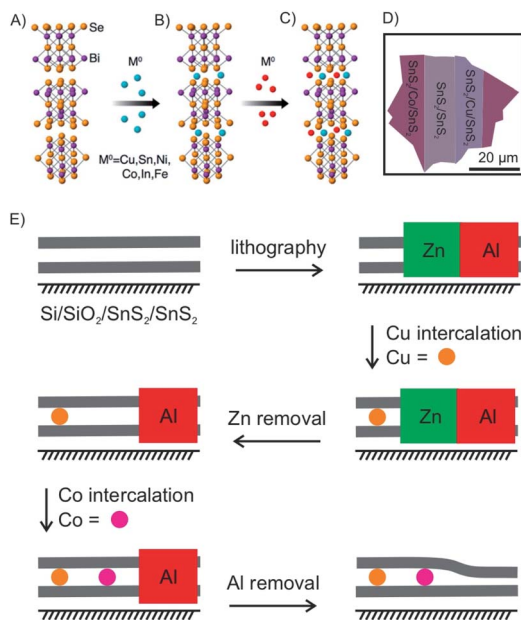 A)
Se
Bi
M⁰
M⁰=Cu,Sn,Ni,
Co,In,Fe
B)
M⁰
C)
D)
SnS₂/Co/SnS₂
SnS₂/SnS₂
SnS₂/Cu/SnS₂
20 μm
E)
lithography
Zn
Al
Si/SiO₂/SnS₂/SnS₂
Cu intercalation
Cu =
Al
Zn removal
Zn
Al
Co intercalation
Co =
Al
Al removal